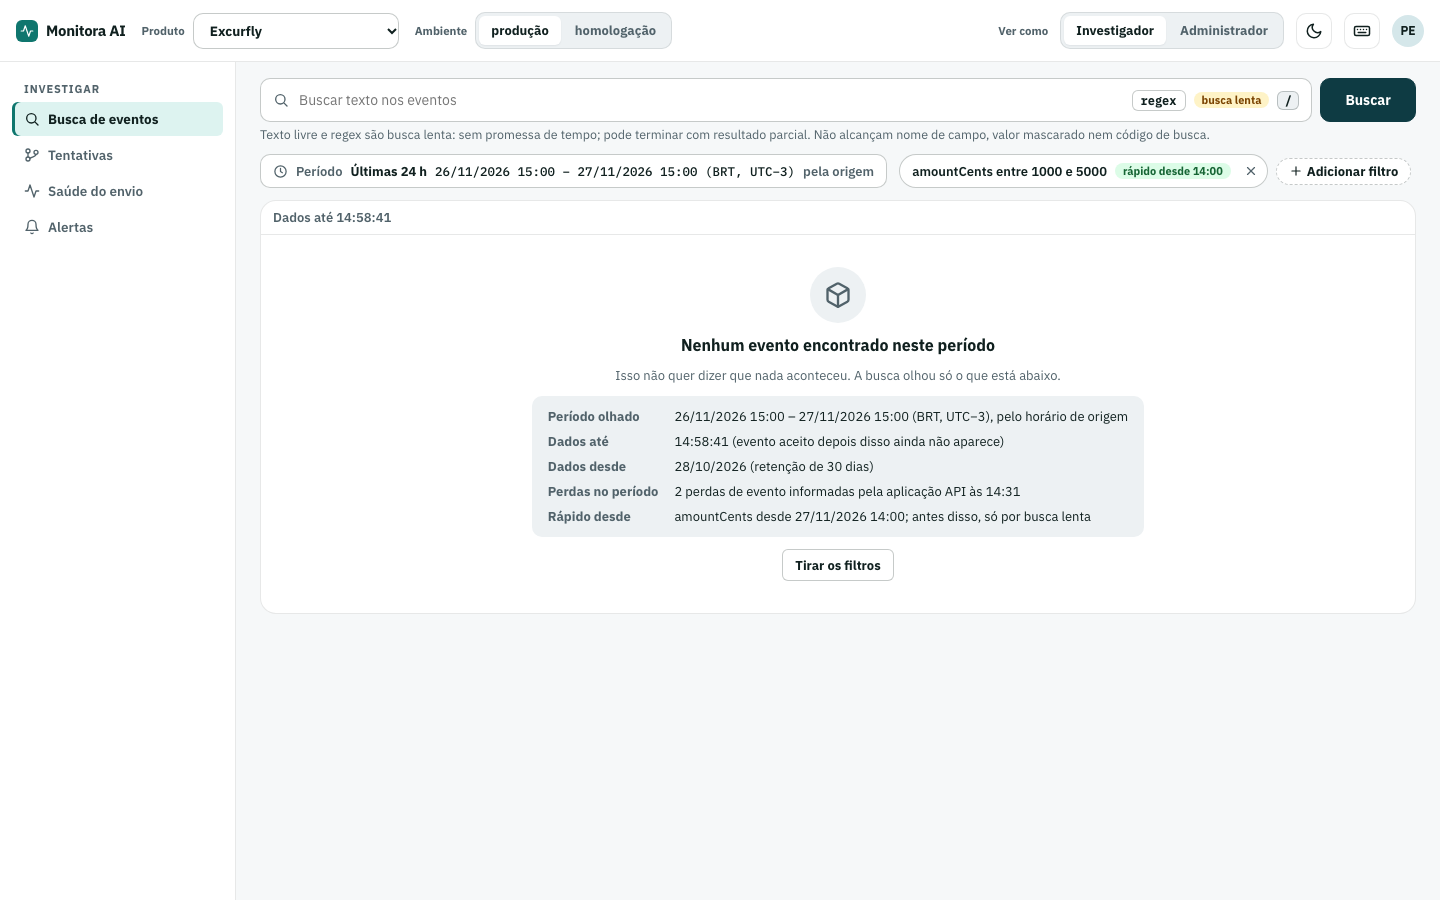 Monitora AI Produto Excurfly Ambiente produção homologação Ver como Investigador Administrador PE
INVESTIGAR
Busca de eventos
Tentativas
Saúde do envio
Alertas
Buscar texto nos eventos regex busca lenta / Buscar
Texto livre e regex são busca lenta: sem promessa de tempo; pode terminar com resultado parcial. Não alcançam nome de campo, valor mascarado nem código de busca.
Período Últimas 24 h 26/11/2026 15:00 – 27/11/2026 15:00 (BRT, UTC−3) pela origem amountCents entre 1000 e 5000 rápido desde 14:00 Adicionar filtro
Dados até 14:58:41
Nenhum evento encontrado neste período
Isso não quer dizer que nada aconteceu. A busca olhou só o que está abaixo.
Período olhado 26/11/2026 15:00 – 27/11/2026 15:00 (BRT, UTC−3), pelo horário de origem
Dados até 14:58:41 (evento aceito depois disso ainda não aparece)
Dados desde 28/10/2026 (retenção de 30 dias)
Perdas no período 2 perdas de evento informadas pela aplicação API às 14:31
Rápido desde amountCents desde 27/11/2026 14:00; antes disso, só por busca lenta
Tirar os filtros